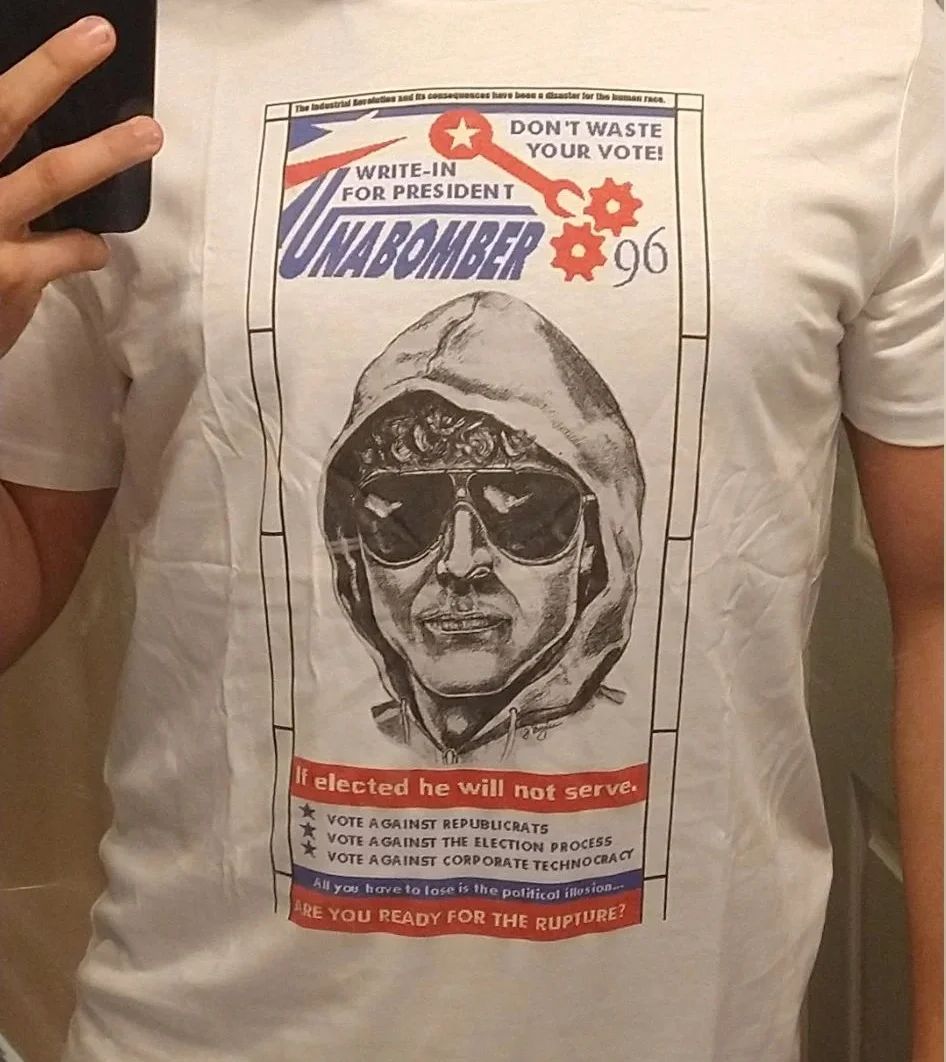 The Industrial Revolution and its consequences have been a disaster for the human race.
DON'T WASTE
YOUR VOTE!
WRITE-IN
FOR PRESIDENT
UNABOMBER
96
If elected he will not serve.
VOTE AGAINST REPUBLICRATS
VOTE AGAINST THE ELECTION PROCESS
VOTE AGAINST CORPORATE TECHNOCRACY
All you have to lose is the political illusion...
ARE YOU READY FOR THE RUPTURE?